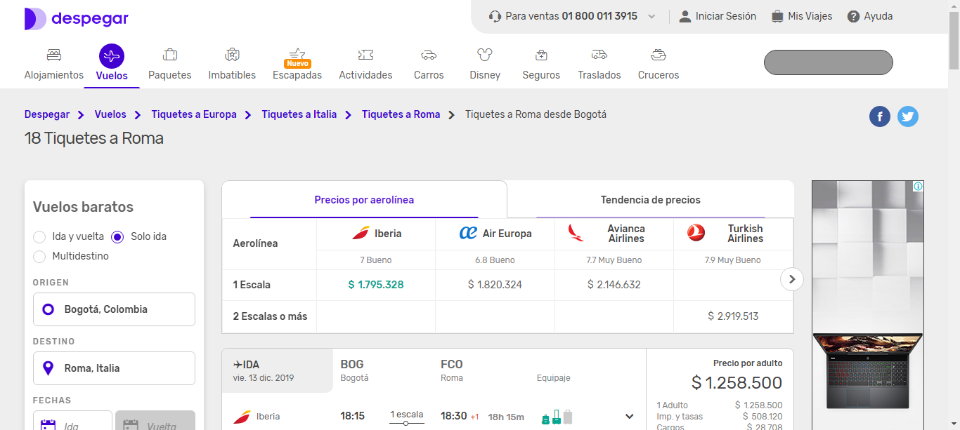 despegar
Para ventas 01 800 011 3915
Iniciar Sesión
Mis Viajes
Ayuda
Alojamientos
Vuelos
Paquetes
Imbatibles
Nuevo
Escapadas
Actividades
Carros
Disney
Seguros
Traslados
Cruceros
Despegar > Vuelos > Tiquetes a Europa > Tiquetes a Italia > Tiquetes a Roma > Tiquetes a Roma desde Bogotá
18 Tiquetes a Roma
Vuelos baratos
Ida y vuelta
Solo ida
Multidestino
ORIGEN
Bogotá, Colombia
DESTINO
Roma, Italia
FECHAS
Ida
Vuelta
Precios por aerolínea
Tendencia de precios
Aerolínea
Iberia
Air Europa
Avianca Airlines
Turkish Airlines
7 Bueno
6.8 Bueno
7.7 Muy Bueno
7.9 Muy Bueno
1 Escala
$ 1.795.328
$ 1.820.324
$ 2.146.632
2 Escalas o más
$ 2.919.513
IDA
vie. 13 dic. 2019
BOG
Bogotá
FCO
Roma
Equipaje
Iberia
18:15
1 escala
18:30 +1
18h 15m
Precio por adulto
$ 1.258.500
1 Adulto $ 1.258.500
Imp. y tasas $ 508.120
Cargos $ 28.708